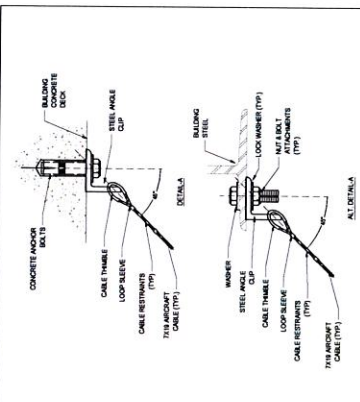 BUILDING
CONCRETE
DECK
CONCRETE ANCHOR
BOLTS
STEEL ANGLE
CLIP
CABLE THIMBLE
LOOP SLEEVE
CABLE RESTRAINTS
(TYP)
7X19 AIRCRAFT
CABLE (TYP.)
45°
DETAIL A
BUILDING
STEEL
WASHER
LOCK WASHER (TYP.)
NUT & BOLT
ATTACHMENTS
(TYP.)
STEEL ANGLE
CLIP
CABLE THIMBLE
LOOP SLEEVE
CABLE RESTRAINTS
(TYP)
7X19 AIRCRAFT
CABLE (TYP.)
45°
ALT. DETAIL A